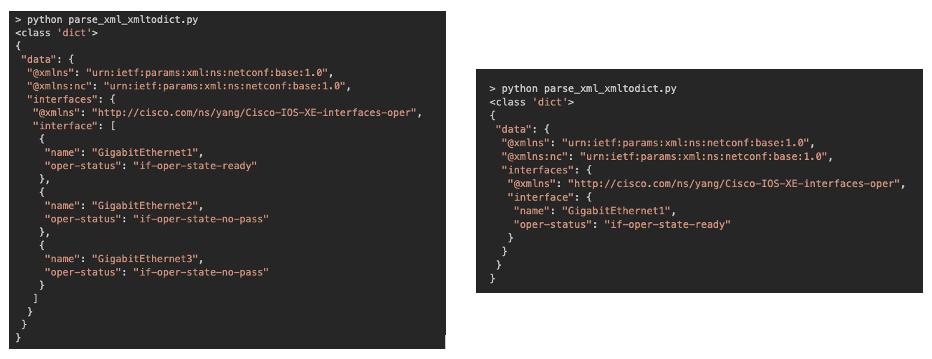 > python parse_xml_xmltodict.py
<class 'dict'>
{
 "data": {
  "@xmlns": "urn:ietf:params:xml:ns:netconf:base:1.0",
  "@xmlns:nc": "urn:ietf:params:xml:ns:netconf:base:1.0",
  "interfaces": {
   "@xmlns": "http://cisco.com/ns/yang/Cisco-IOS-XE-interfaces-oper",
   "interface": [
    {
     "name": "GigabitEthernet1",
     "oper-status": "if-oper-state-ready"
    },
    {
     "name": "GigabitEthernet2",
     "oper-status": "if-oper-state-no-pass"
    },
    {
     "name": "GigabitEthernet3",
     "oper-status": "if-oper-state-no-pass"
    }
   ]
  }
 }
}
> python parse_xml_xmltodict.py
<class 'dict'>
{
 "data": {
  "@xmlns": "urn:ietf:params:xml:ns:netconf:base:1.0",
  "@xmlns:nc": "urn:ietf:params:xml:ns:netconf:base:1.0",
  "interfaces": {
   "@xmlns": "http://cisco.com/ns/yang/Cisco-IOS-XE-interfaces-oper",
   "interface": {
    "name": "GigabitEthernet1",
    "oper-status": "if-oper-state-ready"
   }
  }
 }
}